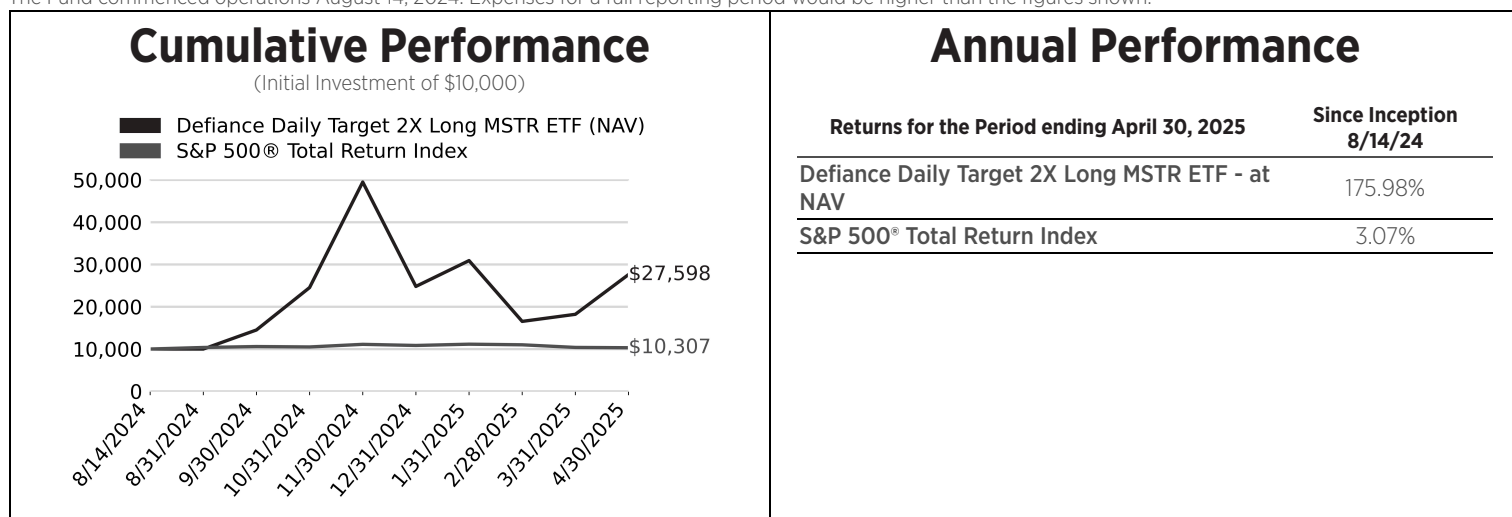 The Fund commenced operations August 14, 2024. Expenses for a full reporting period would be higher than the figures shown.
Cumulative Performance
(Initial Investment of $10,000)
Defiance Daily Target 2X Long MSTR ETF (NAV)
S&P 500® Total Return Index
50,000
40,000
30,000
20,000
10,000
0
$27,598
$10,307
8/14/2024
8/31/2024
9/30/2024
10/31/2024
11/30/2024
12/31/2024
1/31/2025
2/28/2025
3/31/2025
4/30/2025
Annual Performance
Returns for the Period ending April 30, 2025
Since Inception
8/14/24
Defiance Daily Target 2X Long MSTR ETF - at
NAV
175.98%
S&P 500® Total Return Index
3.07%